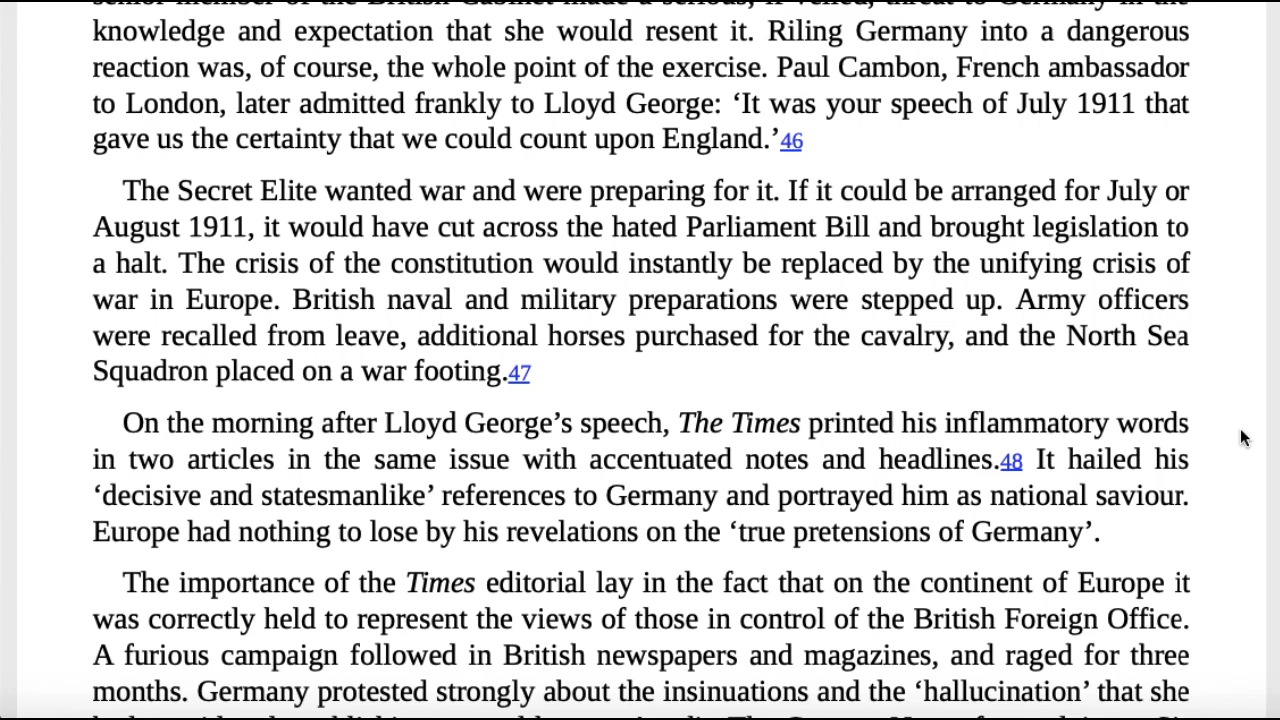 knowledge and expectation that she would resent it. Riling Germany into a dangerous
reaction was, of course, the whole point of the exercise. Paul Cambon, French ambassador
to London, later admitted frankly to Lloyd George: ‘It was your speech of July 1911 that
gave us the certainty that we could count upon England.’46
The Secret Elite wanted war and were preparing for it. If it could be arranged for July or
August 1911, it would have cut across the hated Parliament Bill and brought legislation to
a halt. The crisis of the constitution would instantly be replaced by the unifying crisis of
war in Europe. British naval and military preparations were stepped up. Army officers
were recalled from leave, additional horses purchased for the cavalry, and the North Sea
Squadron placed on a war footing.47
On the morning after Lloyd George’s speech, The Times printed his inflammatory words
in two articles in the same issue with accentuated notes and headlines.48 It hailed his
‘decisive and statesmanlike’ references to Germany and portrayed him as national saviour.
Europe had nothing to lose by his revelations on the ‘true pretensions of Germany’.
The importance of the Times editorial lay in the fact that on the continent of Europe it
was correctly held to represent the views of those in control of the British Foreign Office.
A furious campaign followed in British newspapers and magazines, and raged for three
months. Germany protested strongly about the insinuations and the ‘hallucination’ that she